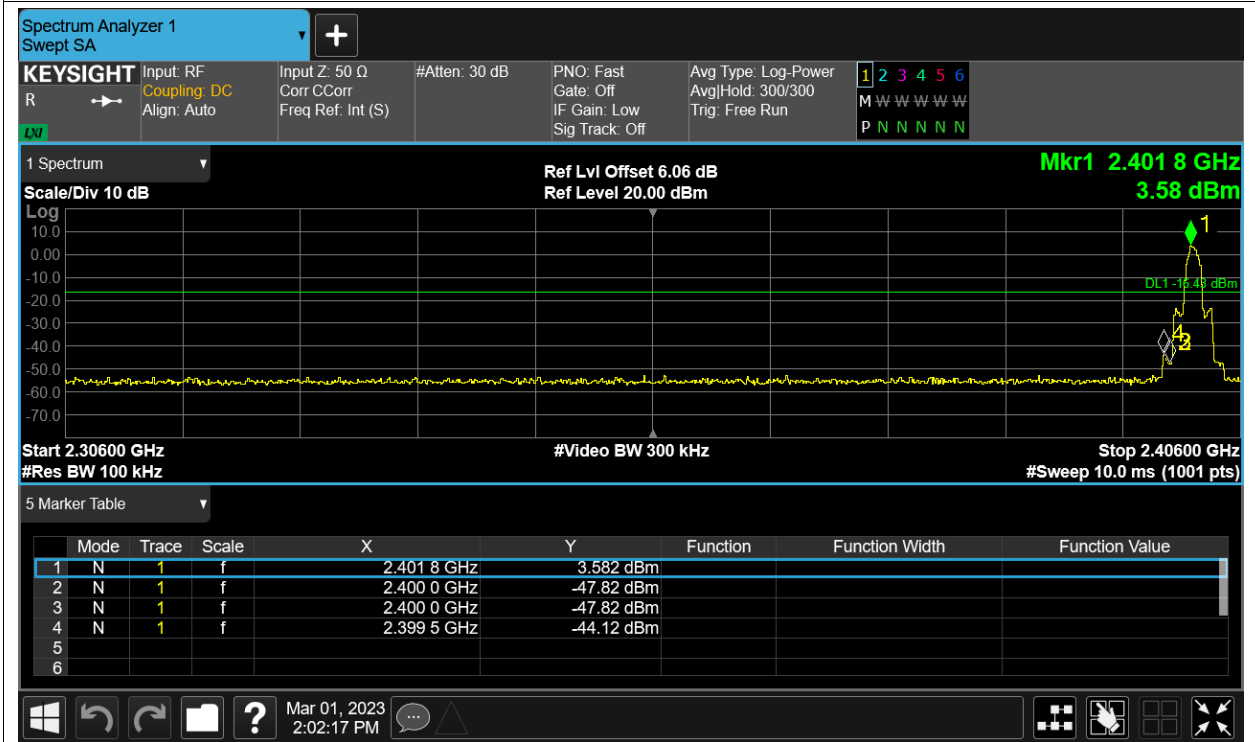 Spectrum Analyzer 1
Swept SA
KEYSIGHT
R
LXI
Input: RF
Coupling: DC
Align: Auto
Input Z: 50 Ω
Corr CCorr
Freq Ref: Int (S)
#Atten: 30 dB
PNO: Fast
Gate: Off
IF Gain: Low
Sig Track: Off
Avg Type: Log-Power
Avg|Hold: 300/300
Trig: Free Run
1 2 3 4 5 6
M W W W W W
P N N N N N
1 Spectrum
Scale/Div 10 dB
Ref Lvl Offset 6.06 dB
Ref Level 20.00 dBm
Mkr1 2.401 8 GHz
3.58 dBm
Log
10.0
0.00
-10.0
-20.0
-30.0
-40.0
-50.0
-60.0
-70.0
1
DL1 -16.43 dBm
4
Start 2.30600 GHz
#Res BW 100 kHz
#Video BW 300 kHz
Stop 2.40600 GHz
#Sweep 10.0 ms (1001 pts)
5 Marker Table
Mode Trace Scale X Y Function Function Width Function Value
1 N 1 f 2.401 8 GHz 3.582 dBm
2 N 1 f 2.400 0 GHz -47.82 dBm
3 N 1 f 2.400 0 GHz -47.82 dBm
4 N 1 f 2.399 5 GHz -44.12 dBm
5
6
?
Mar 01, 2023
2:02:17 PM